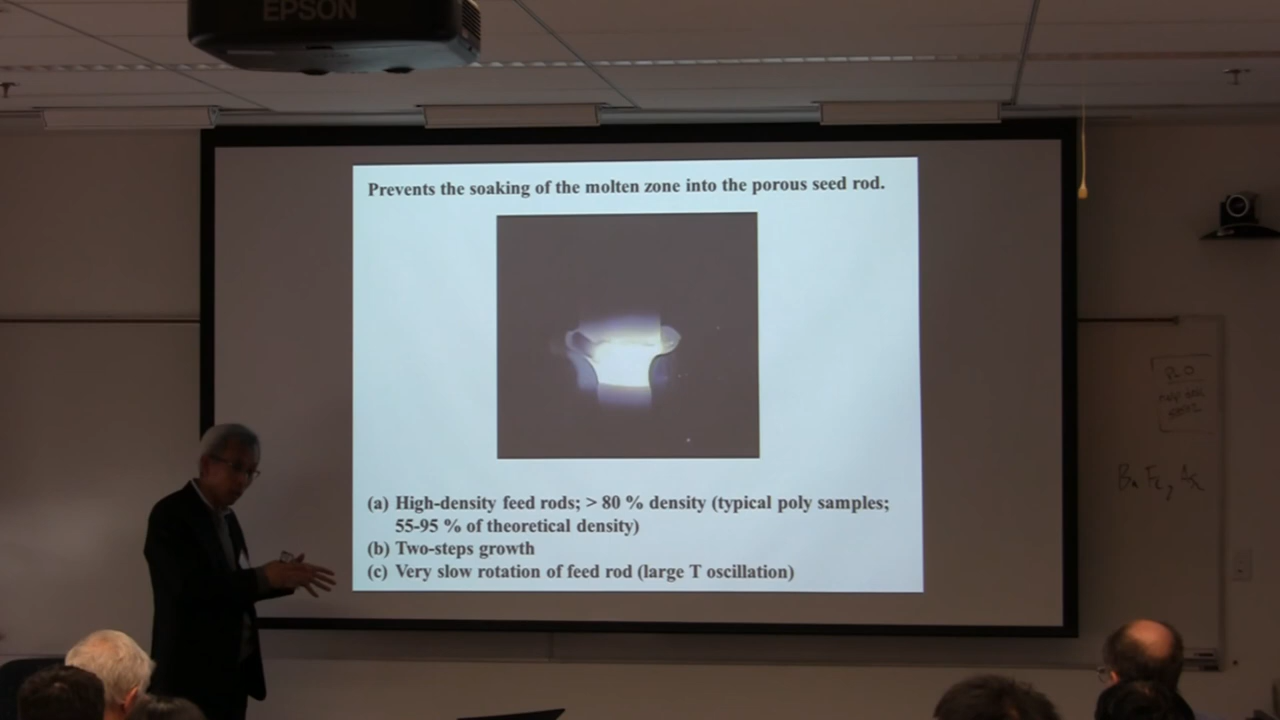 EPSON
Prevents the soaking of the molten zone into the porous seed rod.
(a) High-density feed rods; > 80 % density (typical poly samples;
55-95 % of theoretical density)
(b) Two-steps growth
(c) Very slow rotation of feed rod (large T oscillation)